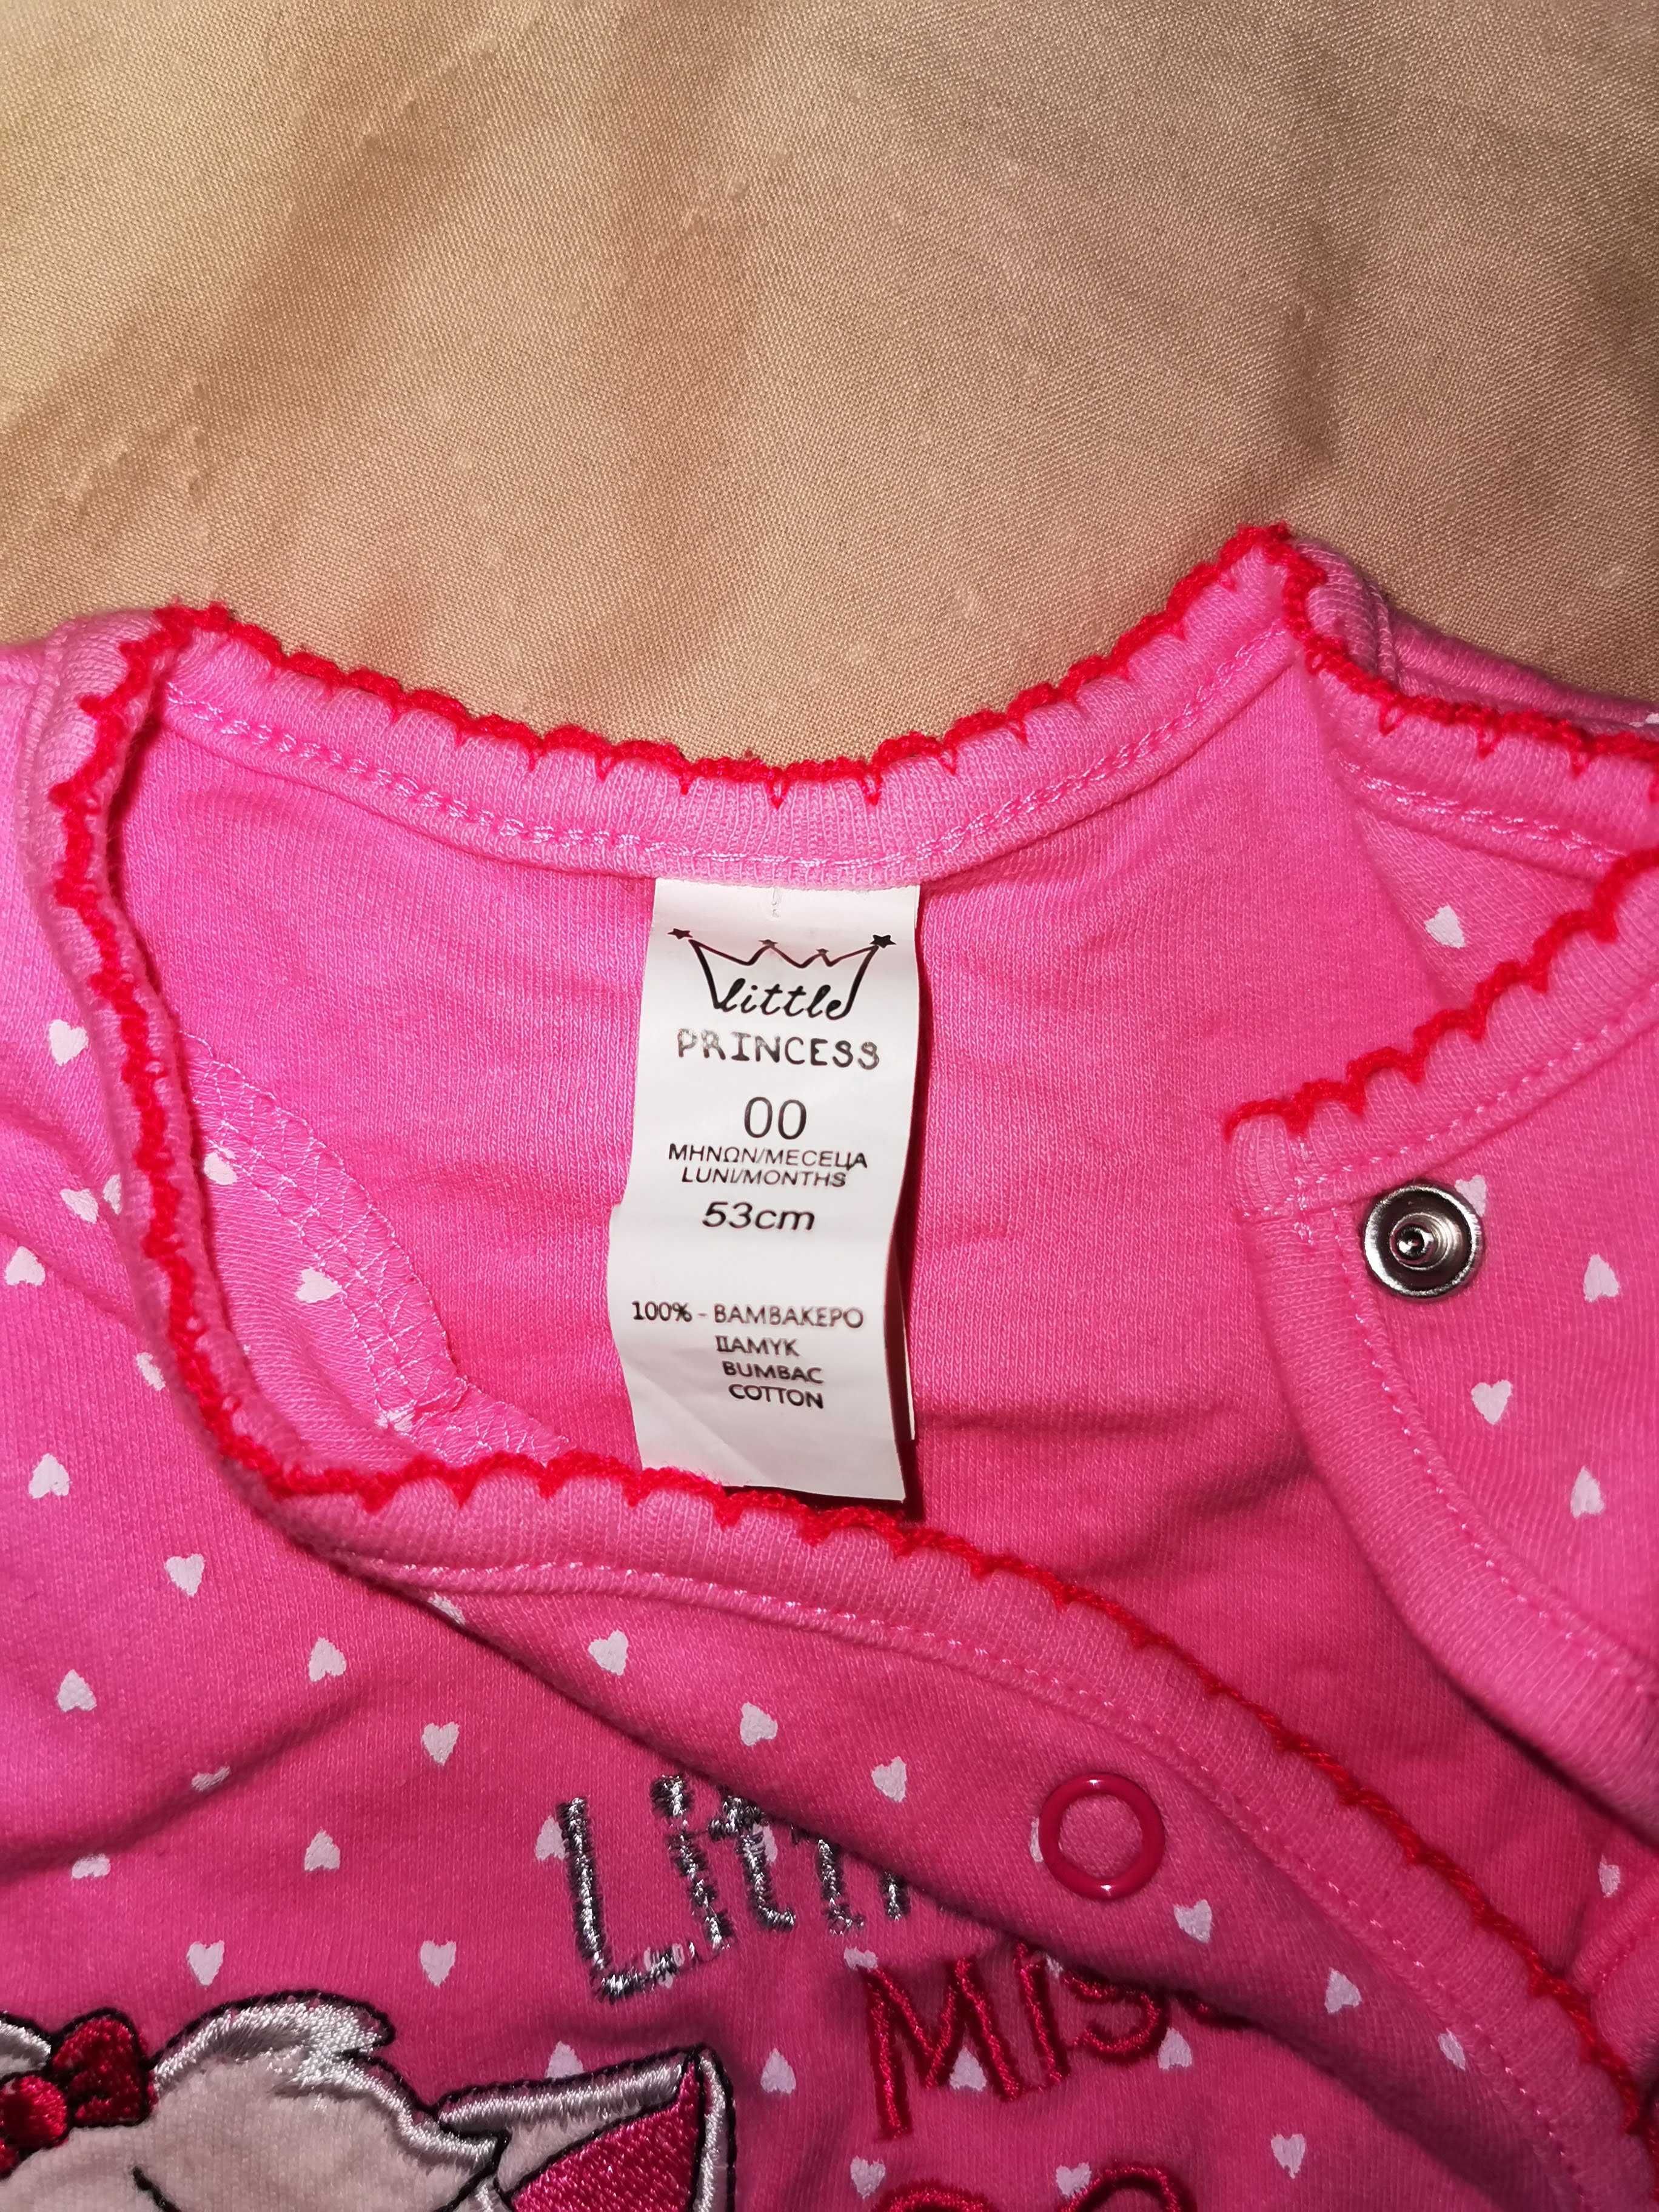 little
PRINCESS
00
ΜΗΝΩΝ/МЕСЕЦА
LUNI/MONTHS
53cm
100% - ΒΑΜΒΑΚΕΡΟ
ПАМУК
BUMBAC
COTTON